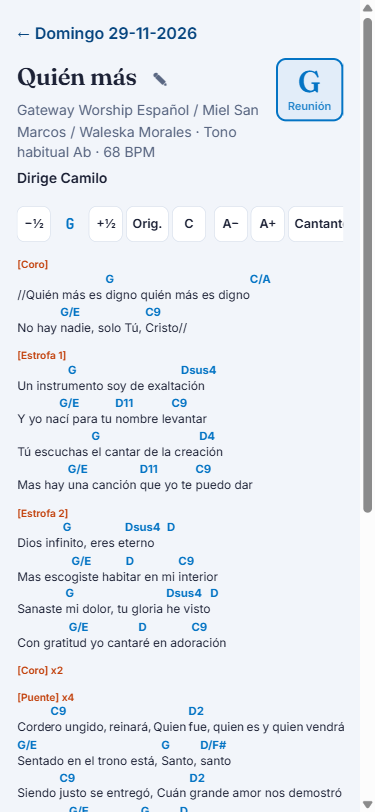 ← Domingo 29-11-2026
Quién más
G
Reunión
Gateway Worship Español / Miel San
Marcos / Waleska Morales · Tono
habitual Ab · 68 BPM
Dirige Camilo
−½ G +½ Orig. C A− A+ Cantant
[Coro]
G C/A
//Quién más es digno quién más es digno
G/E C9
No hay nadie, solo Tú, Cristo//
[Estrofa 1]
G Dsus4
Un instrumento soy de exaltación
G/E D11 C9
Y yo nací para tu nombre levantar
G D4
Tú escuchas el cantar de la creación
G/E D11 C9
Mas hay una canción que yo te puedo dar
[Estrofa 2]
G Dsus4 D
Dios infinito, eres eterno
G/E D C9
Mas escogiste habitar en mi interior
G Dsus4 D
Sanaste mi dolor, tu gloria he visto
G/E D C9
Con gratitud yo cantaré en adoración
[Coro] x2
[Puente] x4
C9 D2
Cordero ungido, reinará, Quien fue, quien es y quien vendrá
G/E G D/F#
Sentado en el trono está, Santo, santo
C9 D2
Siendo justo se entregó, Cuán grande amor nos demostró
G/E G D